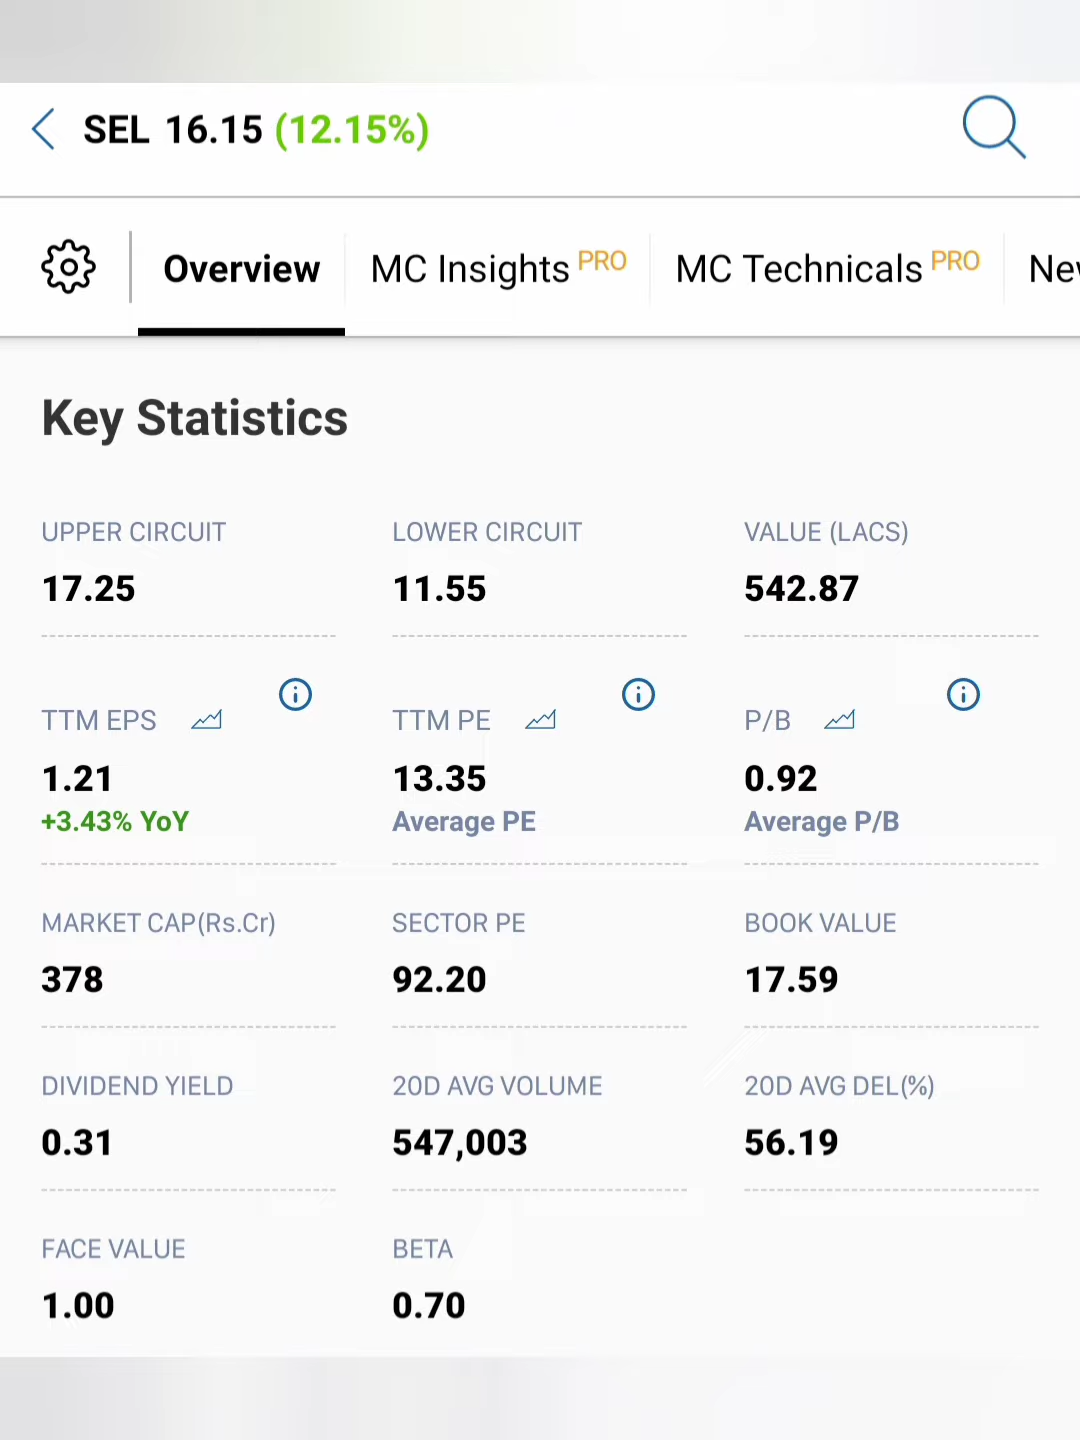 SEL 16.15 (12.15%)
Overview MC Insights PRO MC Technicals PRO
Key Statistics
UPPER CIRCUIT LOWER CIRCUIT VALUE (LACS)
17.25 11.55 542.87
TTM EPS TTM PE P/B
1.21 13.35 0.92
+3.43% YoY Average PE Average P/B
MARKET CAP(Rs.Cr) SECTOR PE BOOK VALUE
378 92.20 17.59
DIVIDEND YIELD 20D AVG VOLUME 20D AVG DEL(%)
0.31 547,003 56.19
FACE VALUE BETA
1.00 0.70